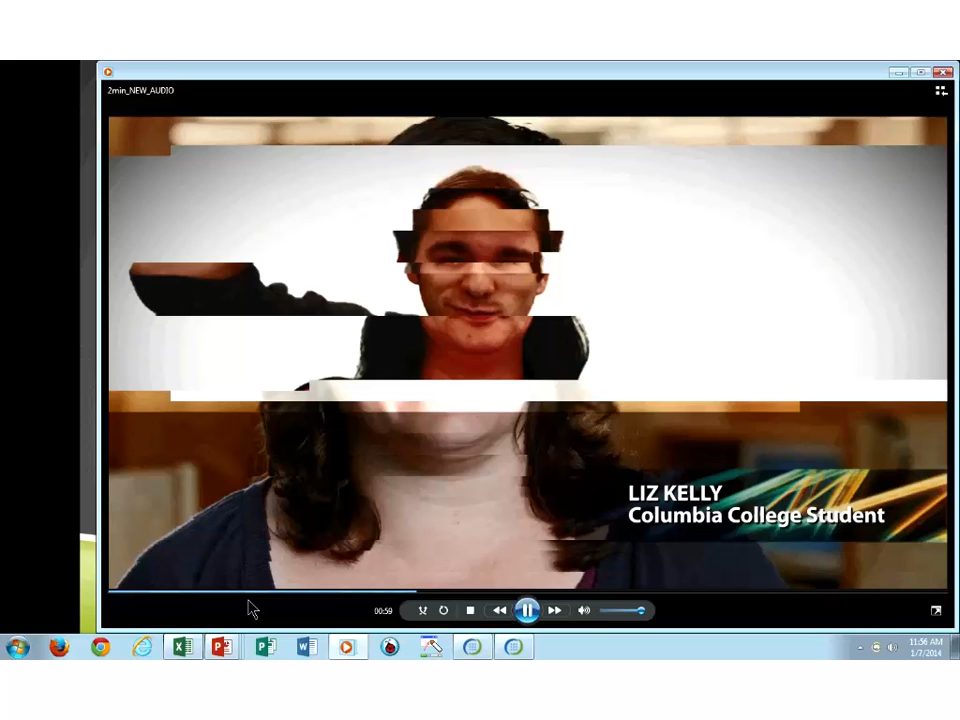 2min_NEW_AUDIO
LIZ KELLY
Columbia College Student
00:59
11:56 AM
1/7/2014